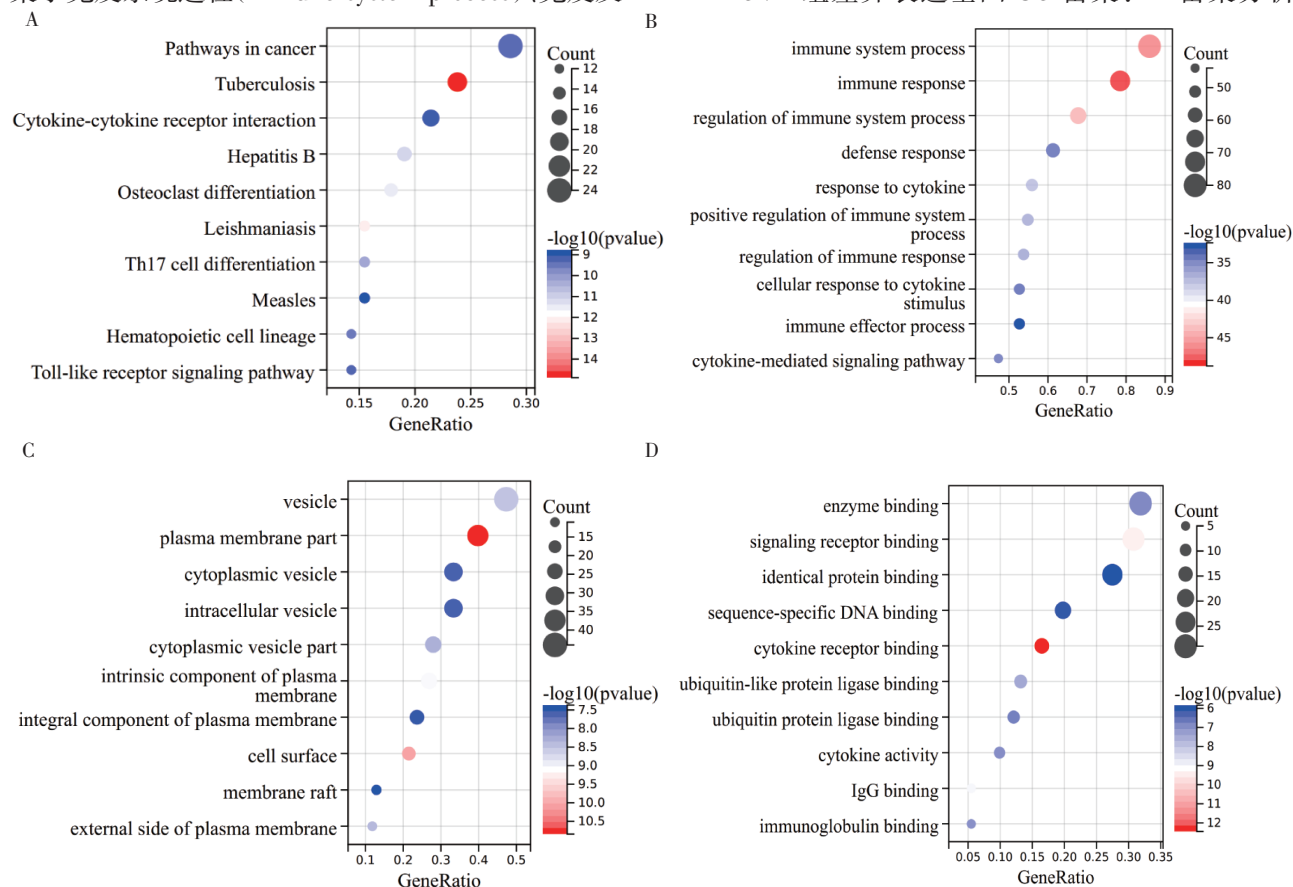 A
Pathways in cancer
Tuberculosis
Cytokine-cytokine receptor interaction
Hepatitis B
Osteoclast differentiation
Leishmaniasis
Th17 cell differentiation
Measles
Hematopoietic cell lineage
Toll-like receptor signaling pathway
0.15 0.20 0.25 0.30
GeneRatio
Count
12
14
16
18
20
22
24
-log10(pvalue)
9
10
11
12
13
14
B
immune system process
immune response
regulation of immune system process
defense response
response to cytokine
positive regulation of immune system
process
regulation of immune response
cellular response to cytokine
stimulus
immune effector process
cytokine-mediated signaling pathway
0.5 0.6 0.7 0.8 0.9
GeneRatio
Count
50
60
70
80
-log10(pvalue)
35
40
45
C
vesicle
plasma membrane part
cytoplasmic vesicle
intracellular vesicle
cytoplasmic vesicle part
intrinsic component of plasma
membrane
integral component of plasma membrane
cell surface
membrane raft
external side of plasma membrane
0.1 0.2 0.3 0.4 0.5
GeneRatio
Count
10
15
20
25
30
35
40
-log10(pvalue)
7.5
8.0
8.5
9.0
9.5
10.0
10.5
D
enzyme binding
signaling receptor binding
identical protein binding
sequence-specific DNA binding
cytokine receptor binding
ubiquitin-like protein ligase binding
ubiquitin protein ligase binding
cytokine activity
IgG binding
immunoglobulin binding
0.05 0.10 0.15 0.20 0.25 0.30 0.35
GeneRatio
Count
5
10
15
20
25
-log10(pvalue)
6
7
8
9
10
11
12